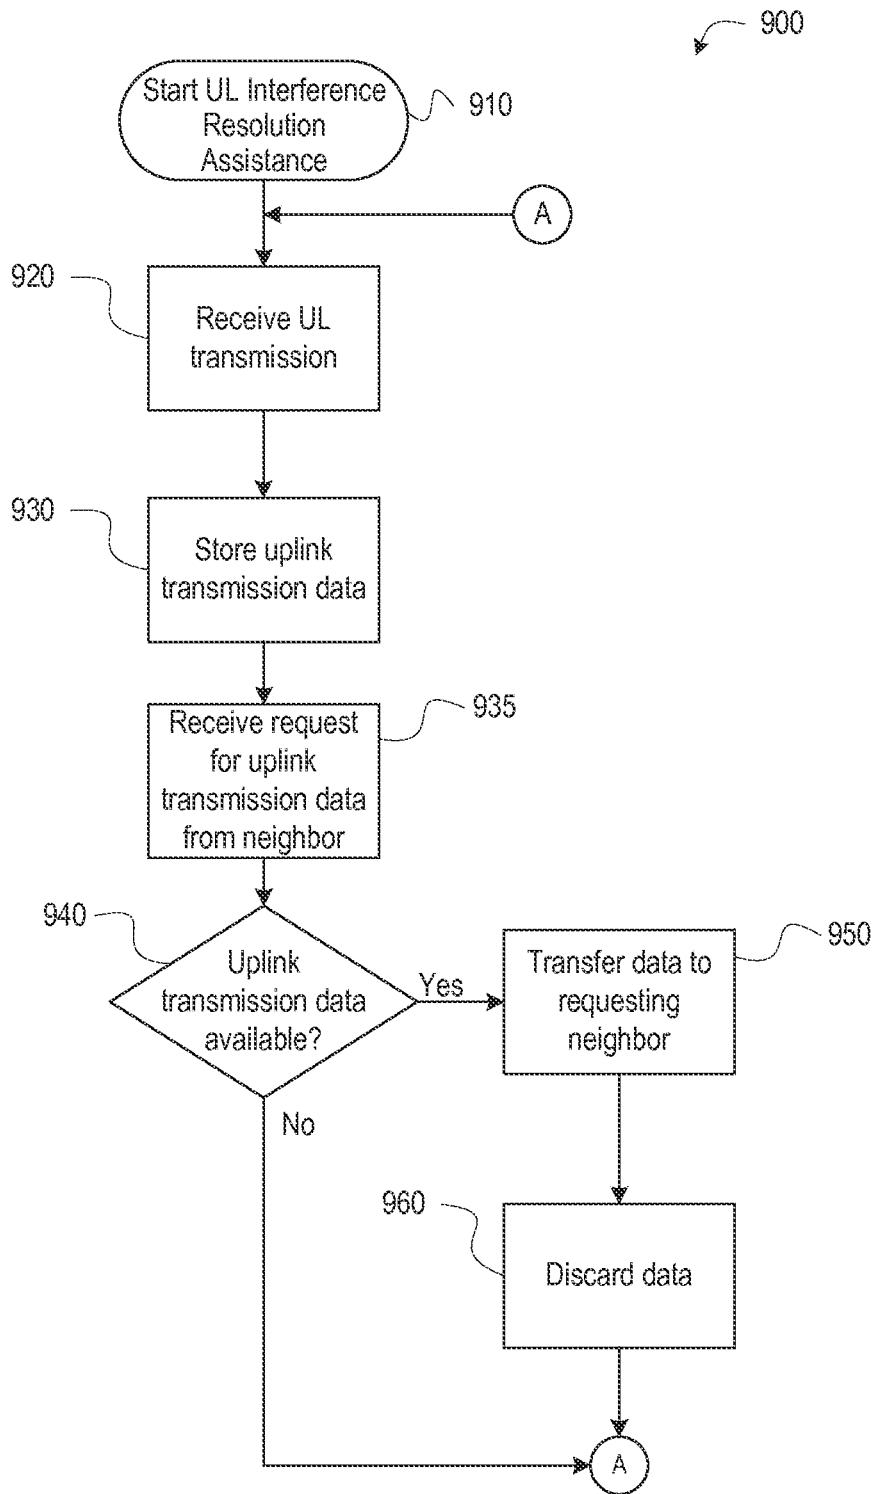 900
Start UL Interference
Resolution
Assistance
910
A
920
Receive UL
transmission
930
Store uplink
transmission data
935
Receive request
for uplink
transmission data
from neighbor
940
Uplink
transmission data
available?
Yes
950
Transfer data to
requesting
neighbor
No
960
Discard data
A